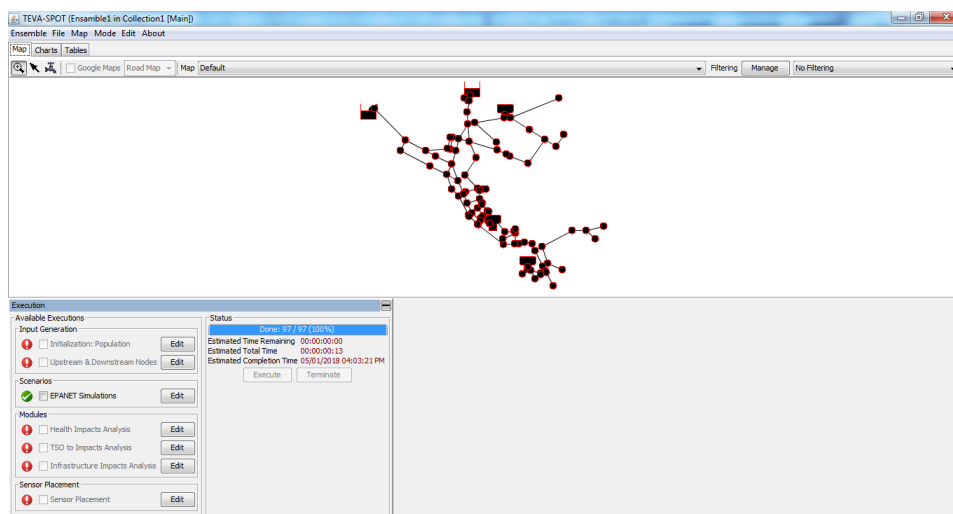 TEVA-SPOT (Ensamble1 in Collection1 [Main])
Ensemble File Map Mode Edit About
Map Charts Tables
Google Maps Road Map Map Default Filtering Manage No Filtering
Execution
Available Executions
Input Generation
Initialization: Population Edit
Upstream & Downstream Nodes Edit
Scenarios
EPANET Simulations Edit
Modules
Health Impacts Analysis Edit
TSO to Impacts Analysis Edit
Infrastructure Impacts Analysis Edit
Sensor Placement
Sensor Placement Edit
Status
Done: 97 / 97 (100%)
Estimated Time Remaining 00:00:00:00
Estimated Total Time 00:00:00:13
Estimated Completion Time 05/01/2018 04:03:21 PM
Execute Terminate